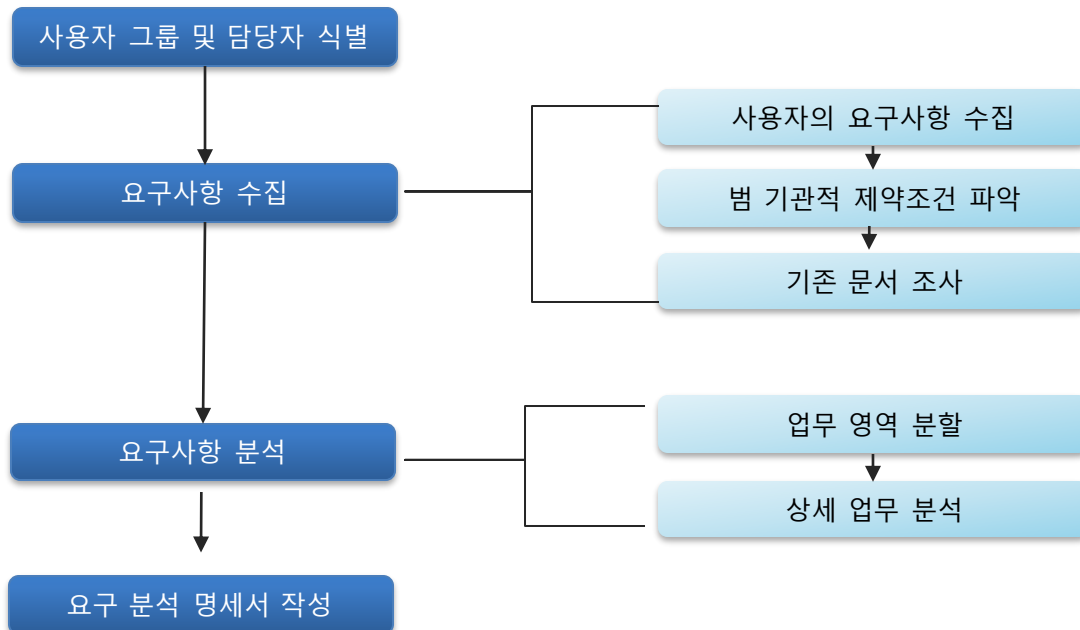 사용자 그룹 및 담당자 식별
요구사항 수집
사용자의 요구사항 수집
범 기관적 제약조건 파악
기존 문서 조사
요구사항 분석
업무 영역 분할
상세 업무 분석
요구 분석 명세서 작성